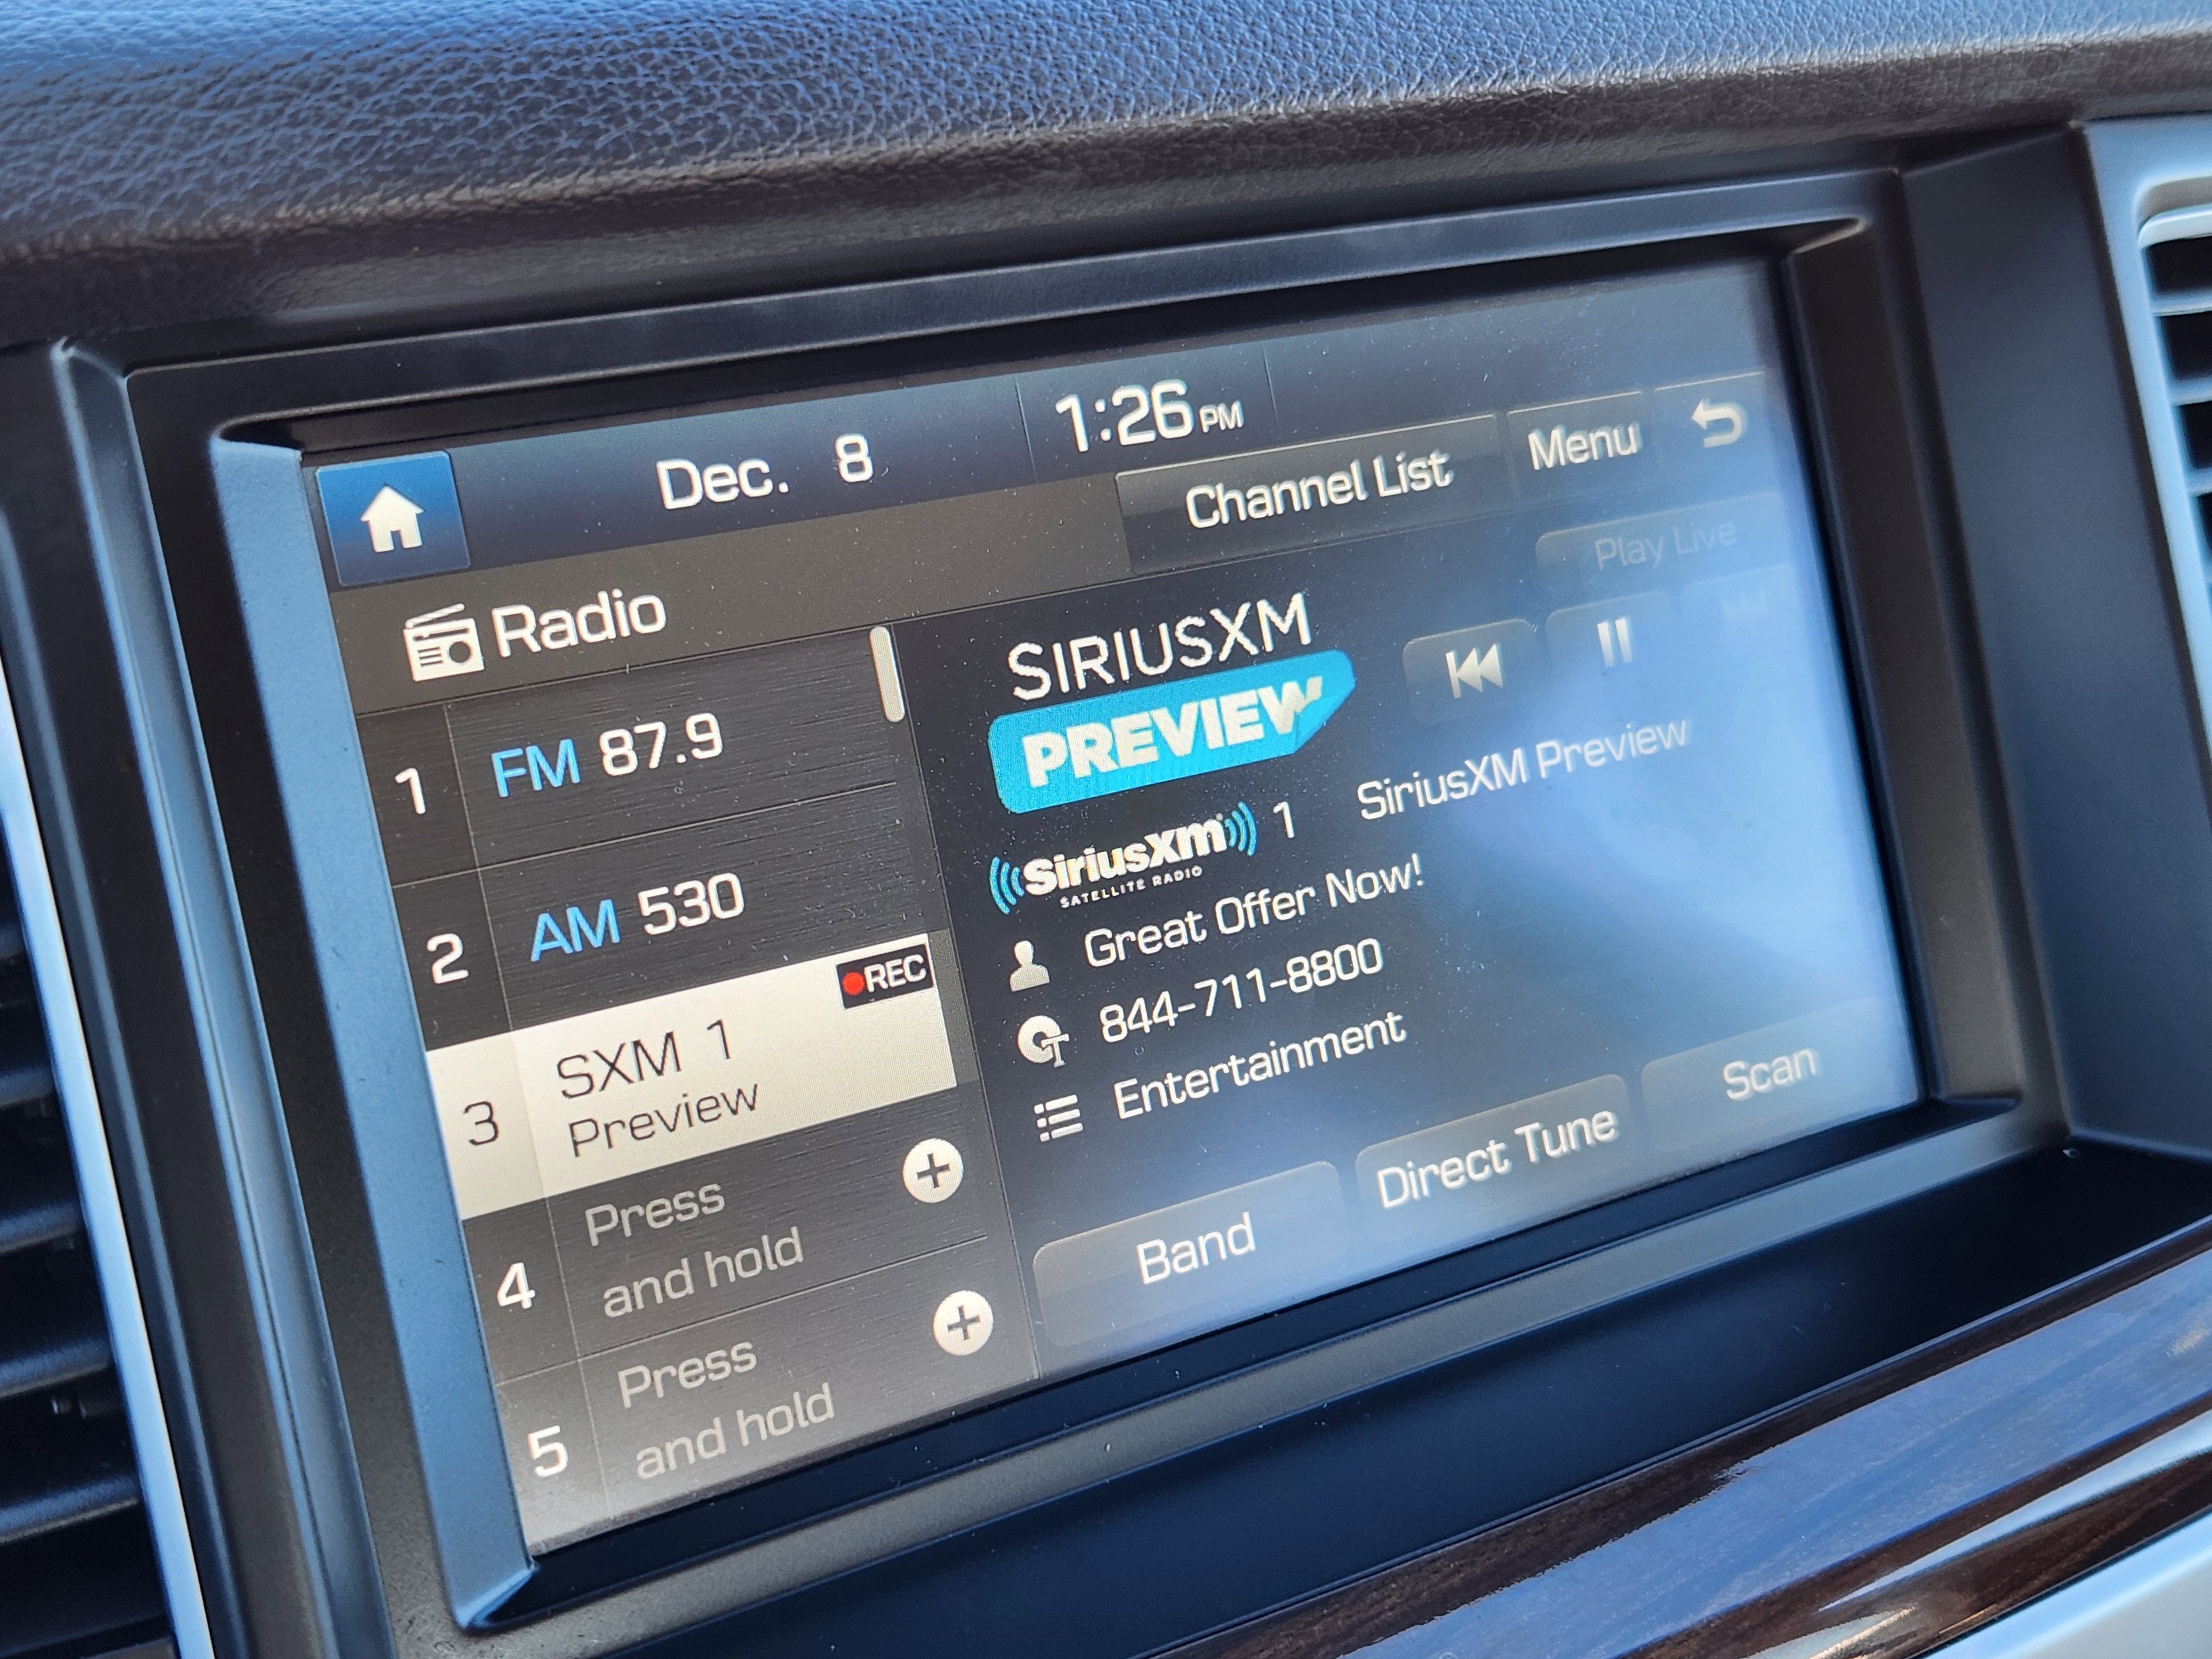 Dec. 8
1:26 PM
Radio
Channel List
Menu
Play Live
1 FM 87.9
2 AM 530
3 SXM 1
Preview
REC
4 Press
and hold
5 Press
and hold
SIRIUSXM
PREVIEW
SiriusXM 1 SiriusXM Preview
SATELLITE RADIO
Great Offer Now!
844-711-8800
Entertainment
Band
Direct Tune
Scan